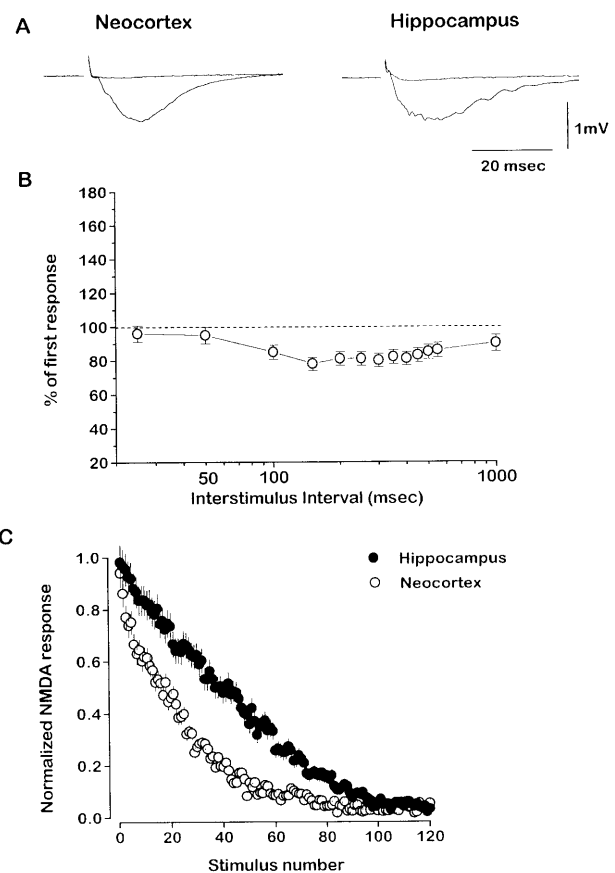 A
Neocortex
Hippocampus
1mV
20 msec
B
180
160
140
120
100
80
60
40
20
% of first response
50
100
1000
Interstimulus Interval (msec)
C
1.0
0.8
0.6
0.4
0.2
0.0
Normalized NMDA response
Hippocampus
Neocortex
0
20
40
60
80
100
120
Stimulus number